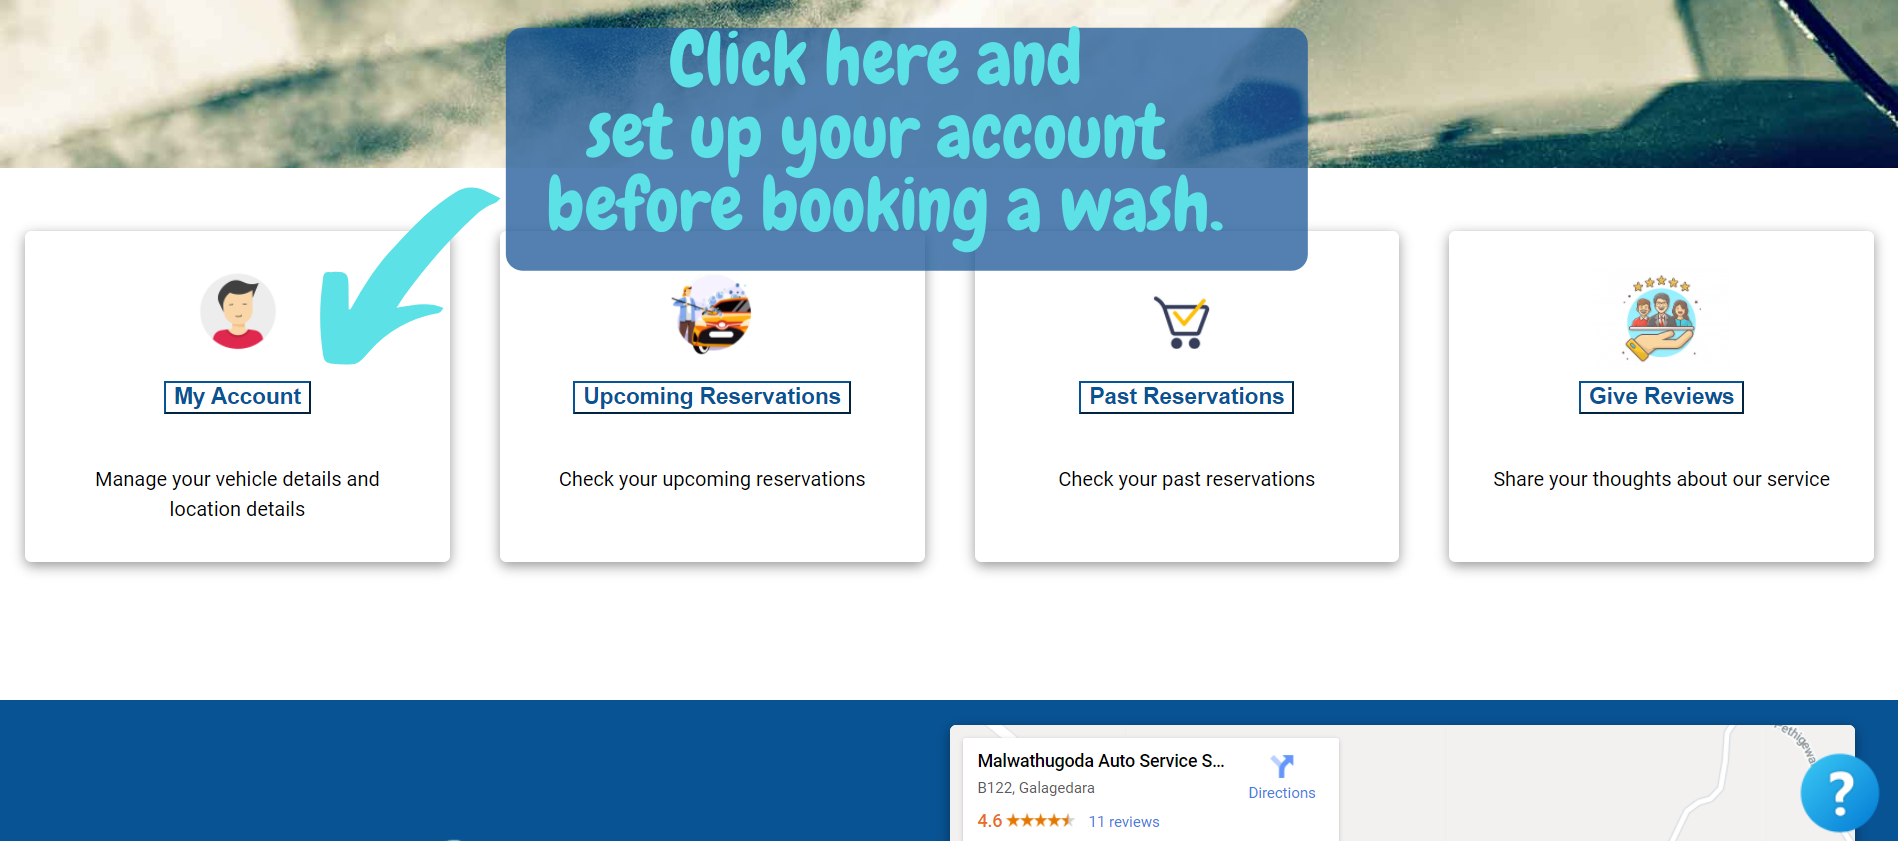 Click here and
set up your account
before booking a wash.
My Account
Manage your vehicle details and
location details
Upcoming Reservations
Check your upcoming reservations
Past Reservations
Check your past reservations
Give Reviews
Share your thoughts about our service
Malwathugoda Auto Service S...
B122, Galagedara
4.6
11 reviews
Directions
?